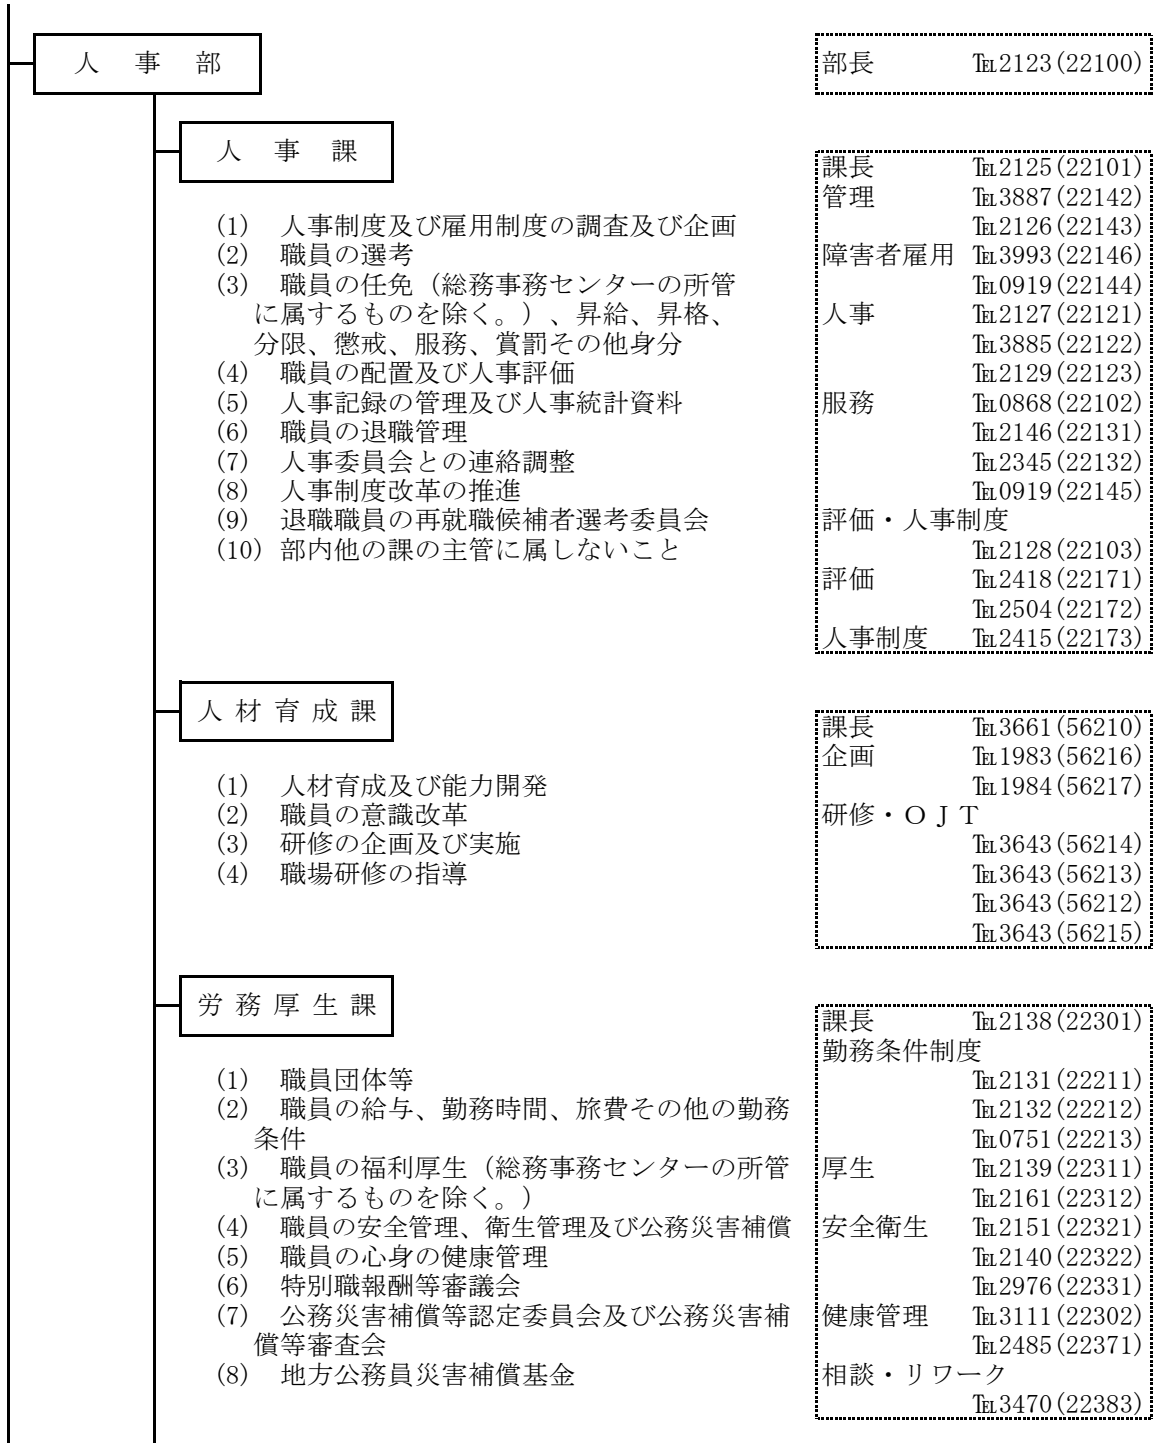 人　事　部
部長　℡2123(22100)
人　事　課
(1)　人事制度及び雇用制度の調査及び企画
(2)　職員の選考
(3)　職員の任免（総務事務センターの所管
に属するものを除く。）、昇給、昇格、
分限、懲戒、服務、賞罰その他身分
(4)　職員の配置及び人事評価
(5)　人事記録の管理及び人事統計資料
(6)　職員の退職管理
(7)　人事委員会との連絡調整
(8)　人事制度改革の推進
(9)　退職職員の再就職候補者選考委員会
(10) 部内他の課の主管に属しないこと
課長　℡2125(22101)
管理　℡3887(22142)
℡2126(22143)
障害者雇用　℡3993(22146)
℡0919(22144)
人事　℡2127(22121)
℡3885(22122)
℡2129(22123)
服務　℡0868(22102)
℡2146(22131)
℡2345(22132)
℡0919(22145)
評価・人事制度
℡2128(22103)
評価　℡2418(22171)
℡2504(22172)
人事制度　℡2415(22173)
人材育成課
(1)　人材育成及び能力開発
(2)　職員の意識改革
(3)　研修の企画及び実施
(4)　職場研修の指導
課長　℡3661(56210)
企画　℡1983(56216)
℡1984(56217)
研修・ＯＪＴ
℡3643(56214)
℡3643(56213)
℡3643(56212)
℡3643(56215)
労務厚生課
(1)　職員団体等
(2)　職員の給与、勤務時間、旅費その他の勤務
条件
(3)　職員の福利厚生（総務事務センターの所管
に属するものを除く。）
(4)　職員の安全管理、衛生管理及び公務災害補償
(5)　職員の心身の健康管理
(6)　特別職報酬等審議会
(7)　公務災害補償等認定委員会及び公務災害補
償等審査会
(8)　地方公務員災害補償基金
課長　℡2138(22301)
勤務条件制度
℡2131(22211)
℡2132(22212)
℡0751(22213)
厚生　℡2139(22311)
℡2161(22312)
安全衛生　℡2151(22321)
℡2140(22322)
℡2976(22331)
健康管理　℡3111(22302)
℡2485(22371)
相談・リワーク
℡3470(22383)